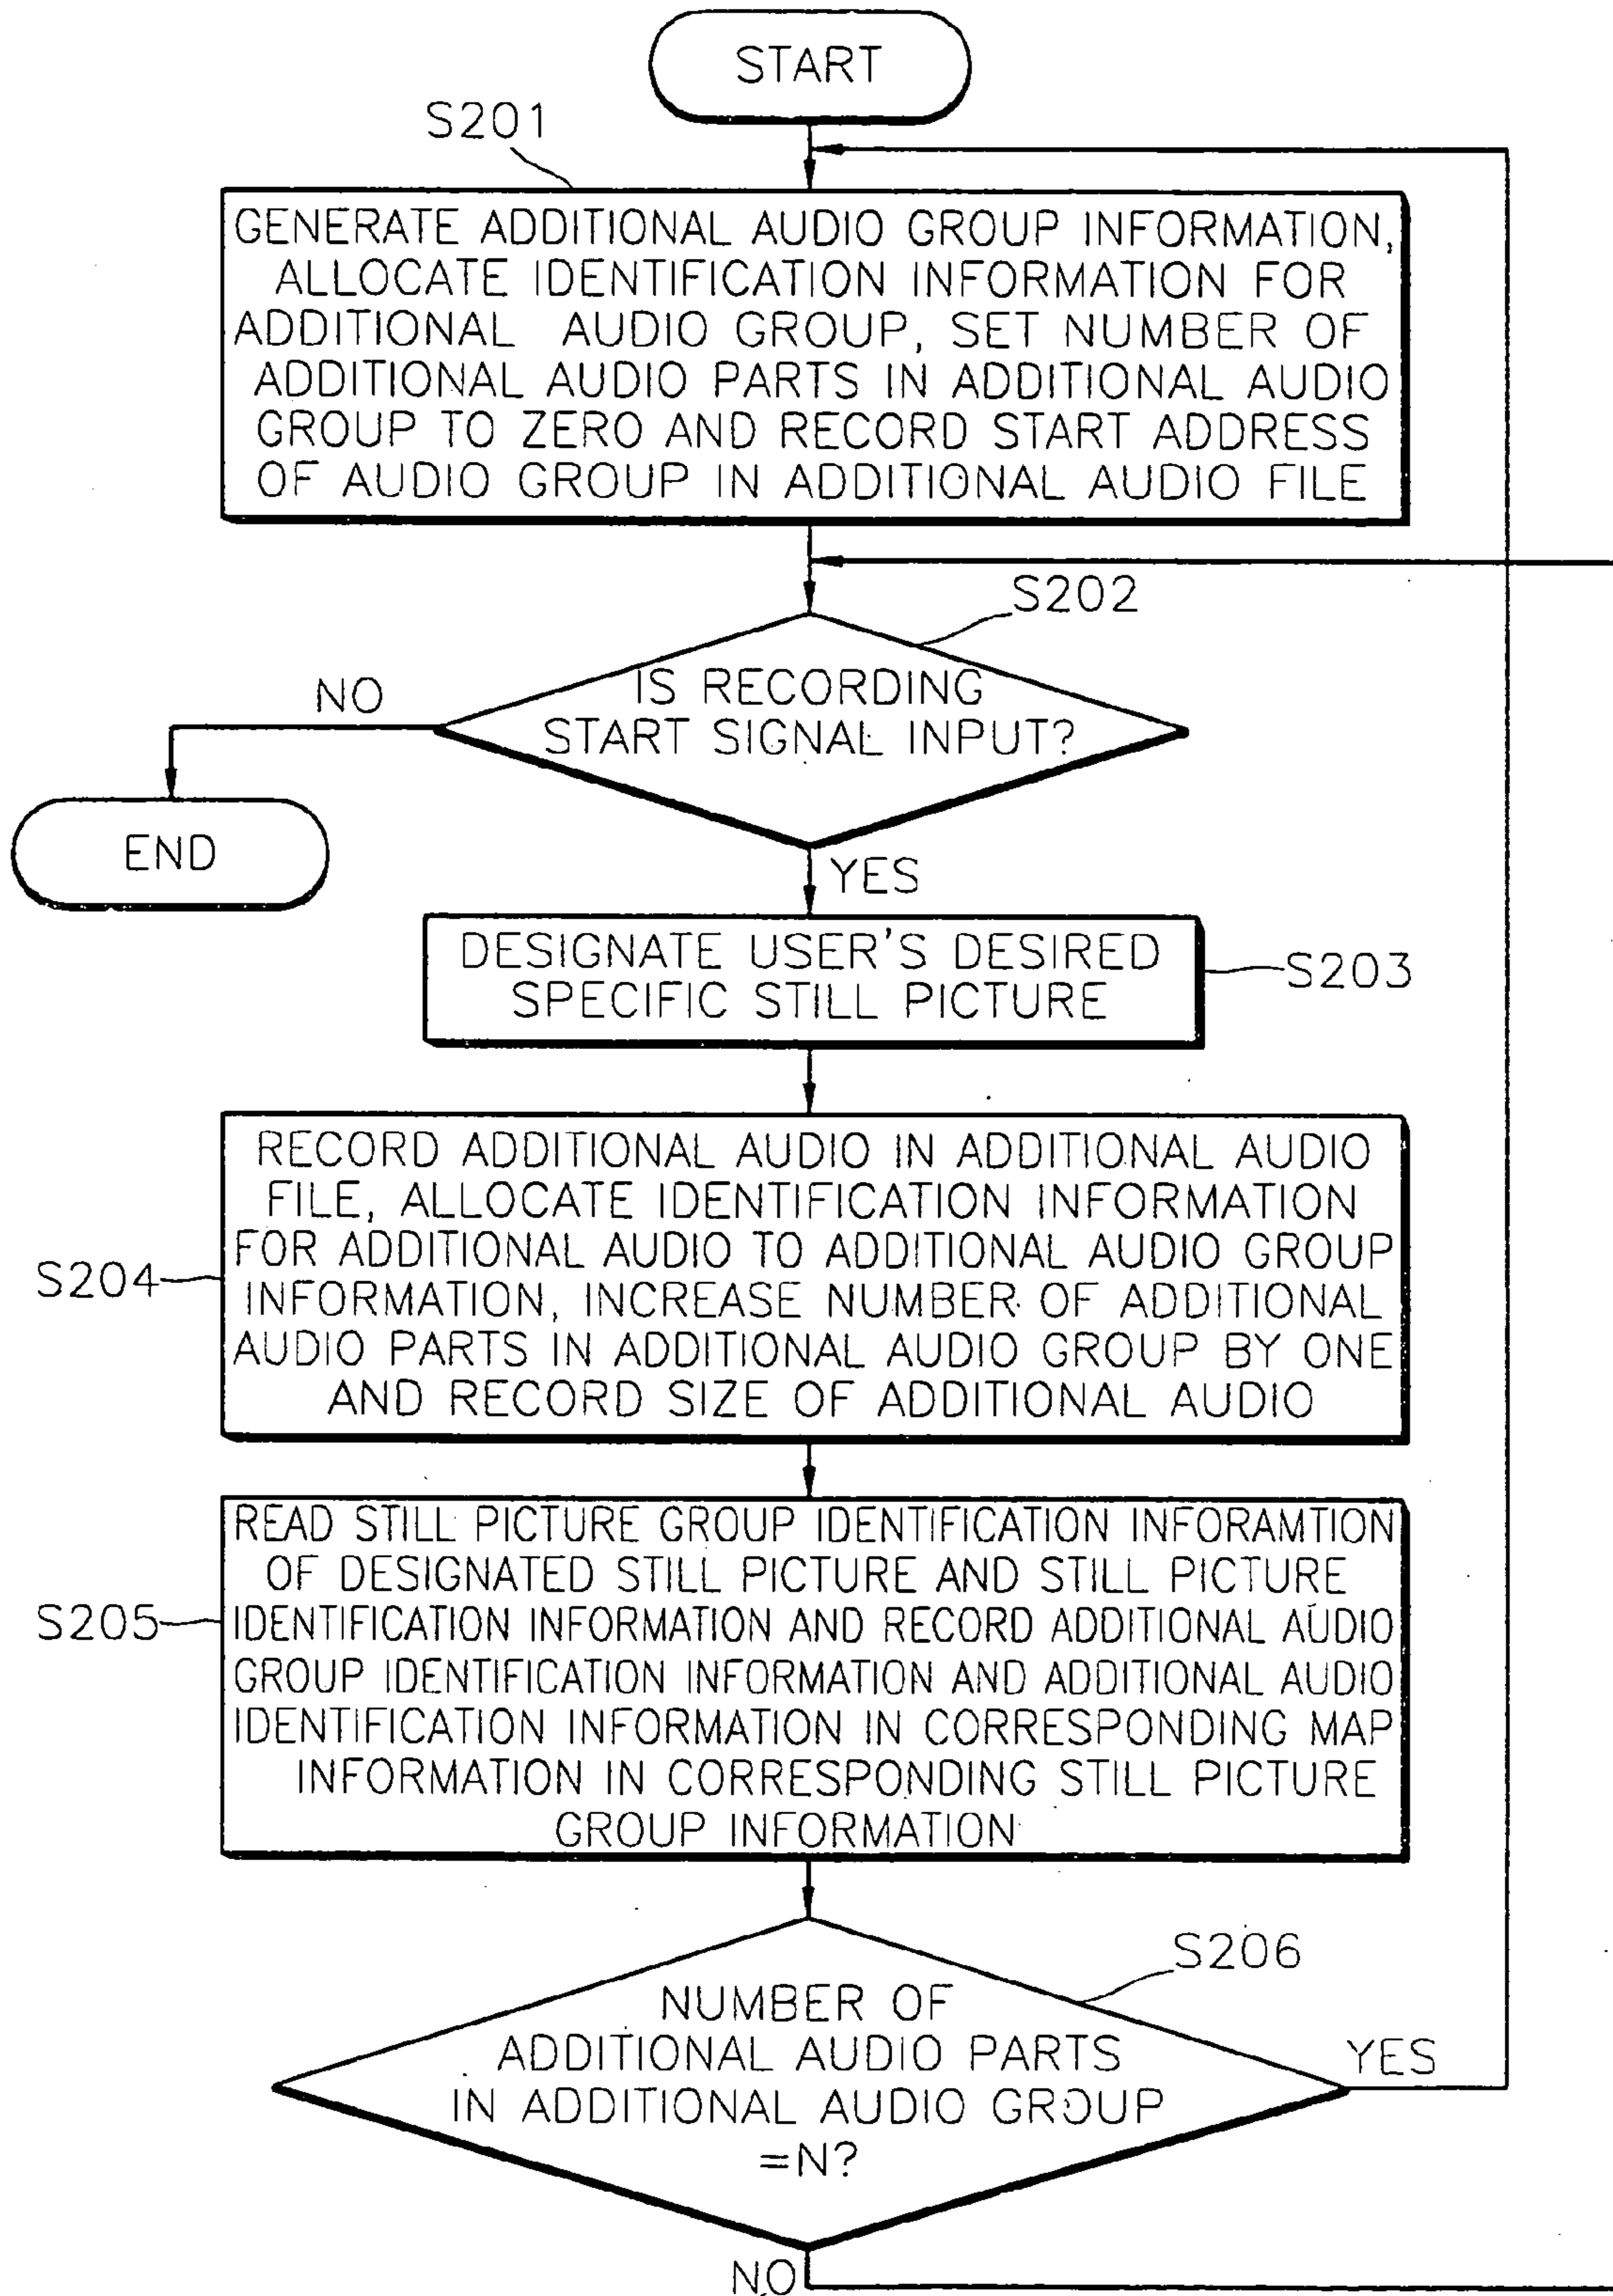 START
S201
GENERATE ADDITIONAL AUDIO GROUP INFORMATION,
ALLOCATE IDENTIFICATION INFORMATION FOR
ADDITIONAL AUDIO GROUP, SET NUMBER OF
ADDITIONAL AUDIO PARTS IN ADDITIONAL AUDIO
GROUP TO ZERO AND RECORD START ADDRESS
OF AUDIO GROUP IN ADDITIONAL AUDIO FILE
S202
IS RECORDING
START SIGNAL INPUT?
NO
END
YES
DESIGNATE USER'S DESIRED
SPECIFIC STILL PICTURE
S203
RECORD ADDITIONAL AUDIO IN ADDITIONAL AUDIO
FILE, ALLOCATE IDENTIFICATION INFORMATION
FOR ADDITIONAL AUDIO TO ADDITIONAL AUDIO GROUP
INFORMATION, INCREASE NUMBER OF ADDITIONAL
AUDIO PARTS IN ADDITIONAL AUDIO GROUP BY ONE
AND RECORD SIZE OF ADDITIONAL AUDIO
S204
READ STILL PICTURE GROUP IDENTIFICATION INFORAMTION
OF DESIGNATED STILL PICTURE AND STILL PICTURE
IDENTIFICATION INFORMATION AND RECORD ADDITIONAL AUDIO
GROUP IDENTIFICATION INFORMATION AND ADDITIONAL AUDIO
IDENTIFICATION INFORMATION IN CORRESPONDING MAP
INFORMATION IN CORRESPONDING STILL PICTURE
GROUP INFORMATION
S205
S206
NUMBER OF
ADDITIONAL AUDIO PARTS
IN ADDITIONAL AUDIO GROUP
=N?
YES
NO